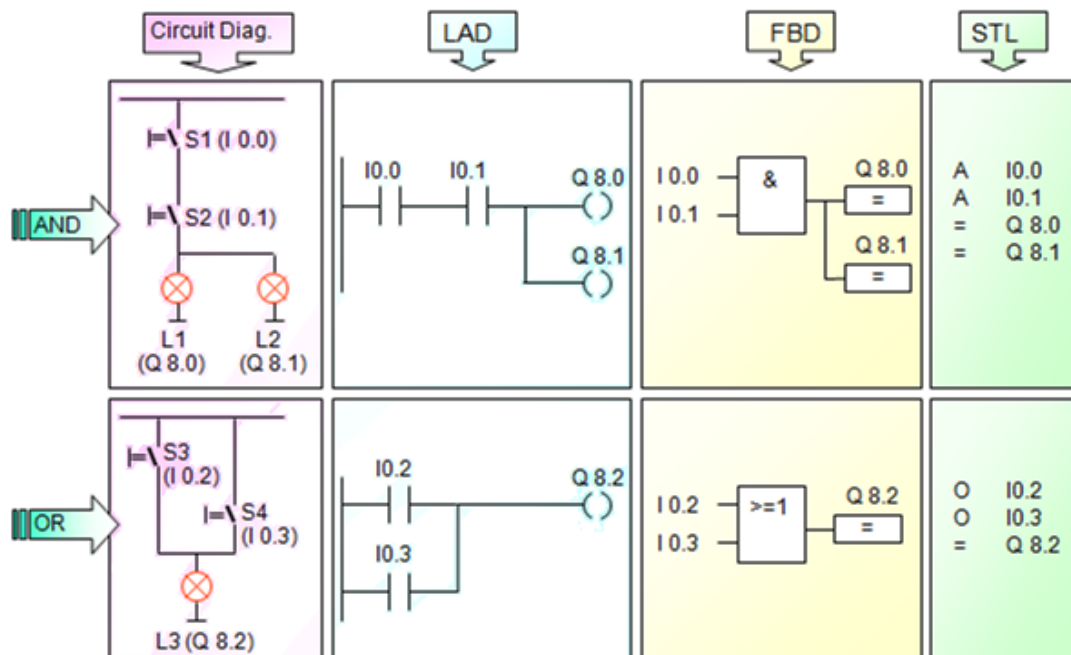 Circuit Diag.
LAD
FBD
STL
AND
S1 (I 0.0)
S2 (I 0.1)
L1
(Q 8.0)
L2
(Q 8.1)
I0.0
I0.1
Q 8.0
Q 8.1
I 0.0
I 0.1
&
Q 8.0
=
Q 8.1
=
A I0.0
A I0.1
= Q 8.0
= Q 8.1
OR
S3
(I 0.2)
S4
(I 0.3)
L3 (Q 8.2)
I0.2
I0.3
Q 8.2
I 0.2
I 0.3
>=1
Q 8.2
=
O I0.2
O I0.3
= Q 8.2